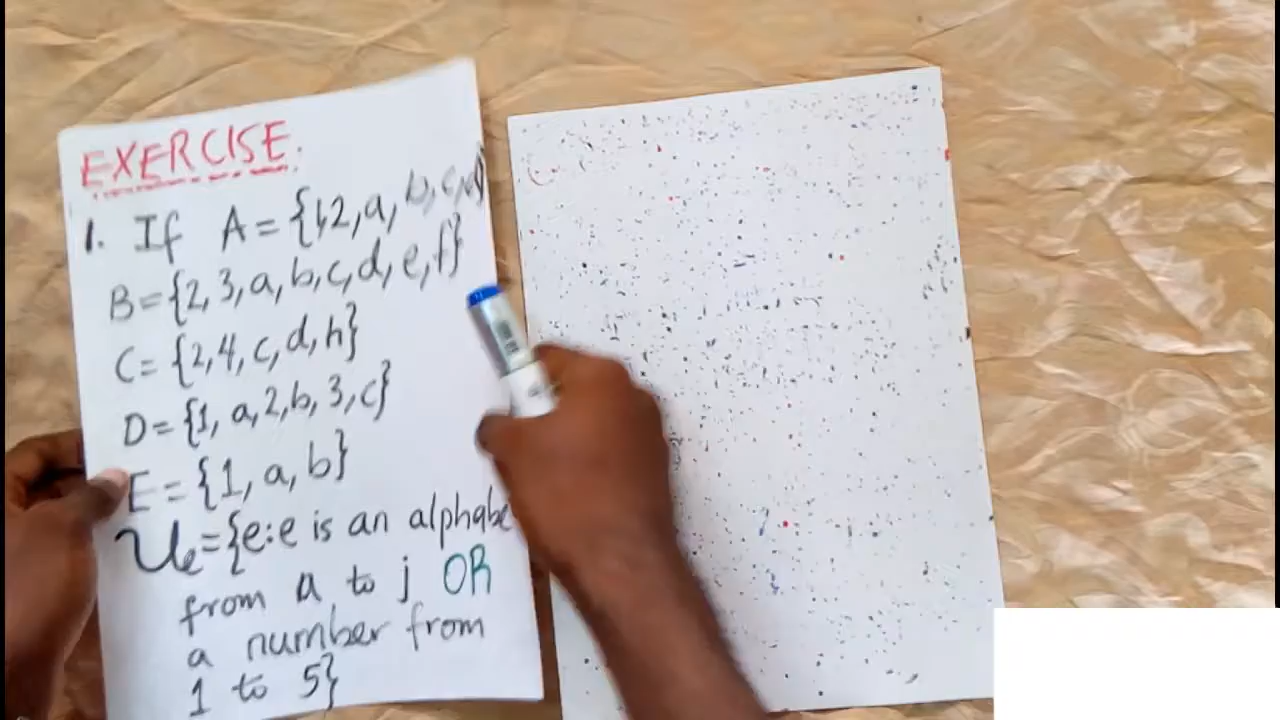 EXERCISE.
1. If A = {1,2, a, b, c, d}
B = {2, 3, a, b, c, d, e, f}
C = {2, 4, c, d, h}
D = {1, a, 2, b, 3, c}
E = {1, a, b}
U = {e: e is an alphabe
from a to j OR
a number from
1 to 5}